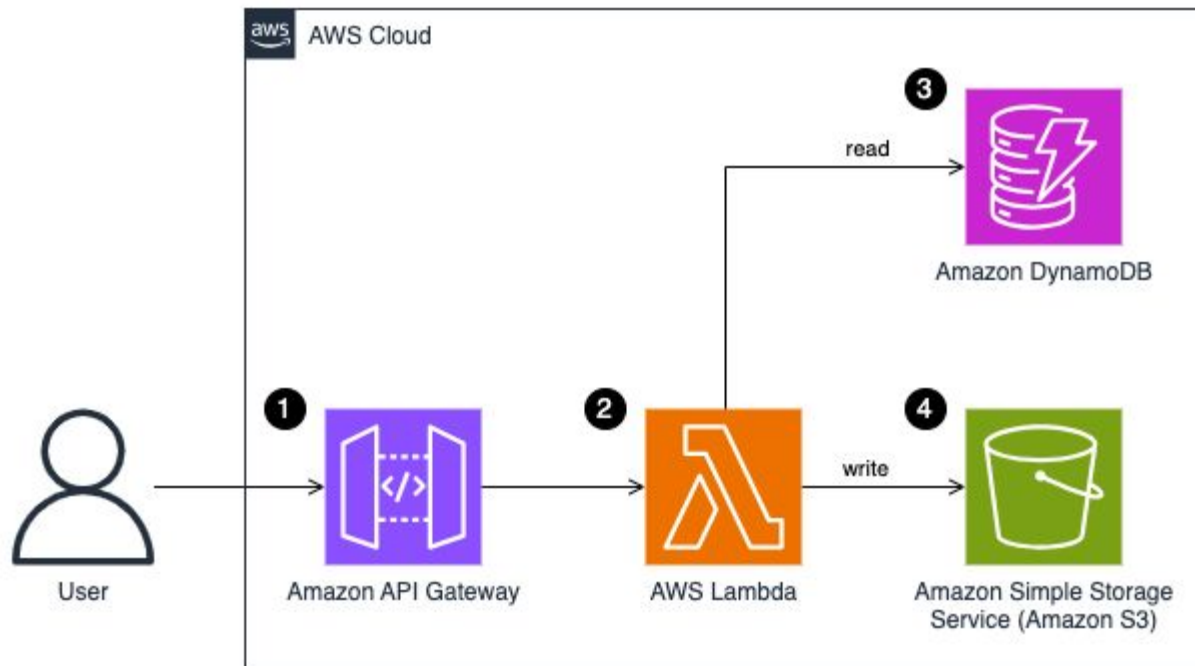 aws
AWS Cloud
3
read
Amazon DynamoDB
1
</>
2
4
write
User
Amazon API Gateway
AWS Lambda
Amazon Simple Storage
Service (Amazon S3)